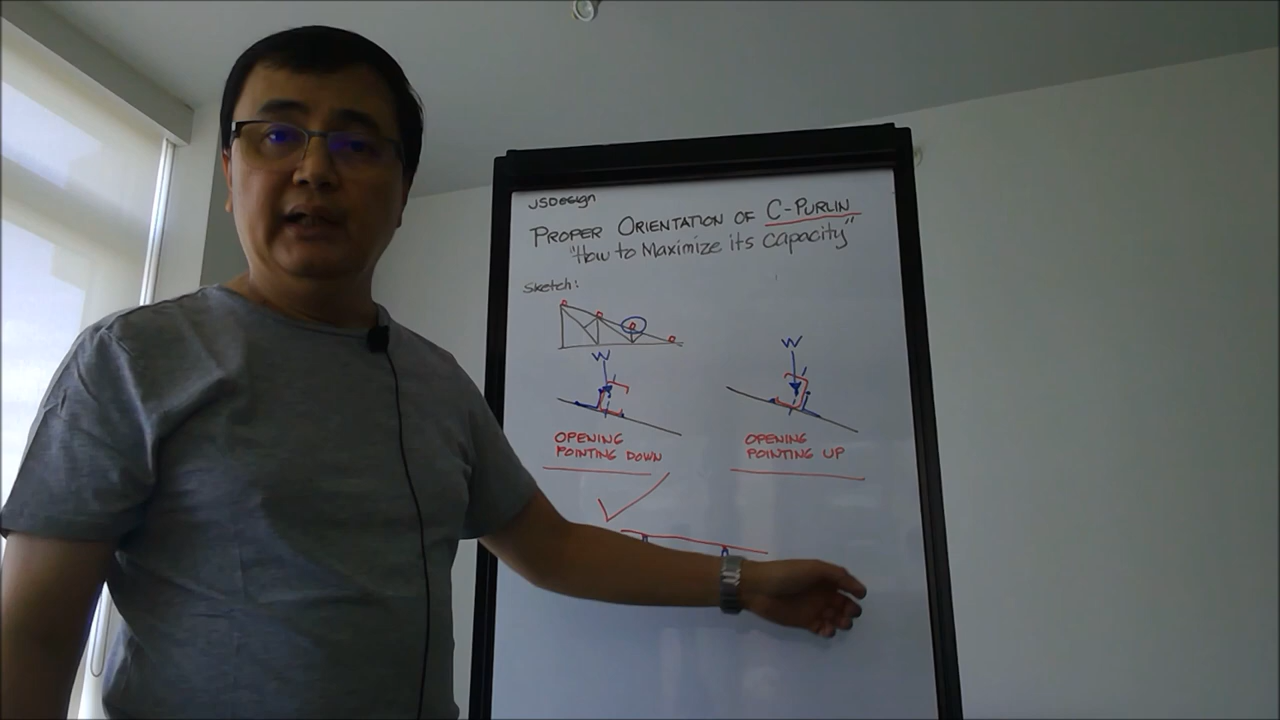 JSDesign
PROPER ORIENTATION OF C-PURLIN
"How to Maximize its Capacity"
Sketch:
W
W
OPENING
POINTING DOWN
OPENING
POINTING UP